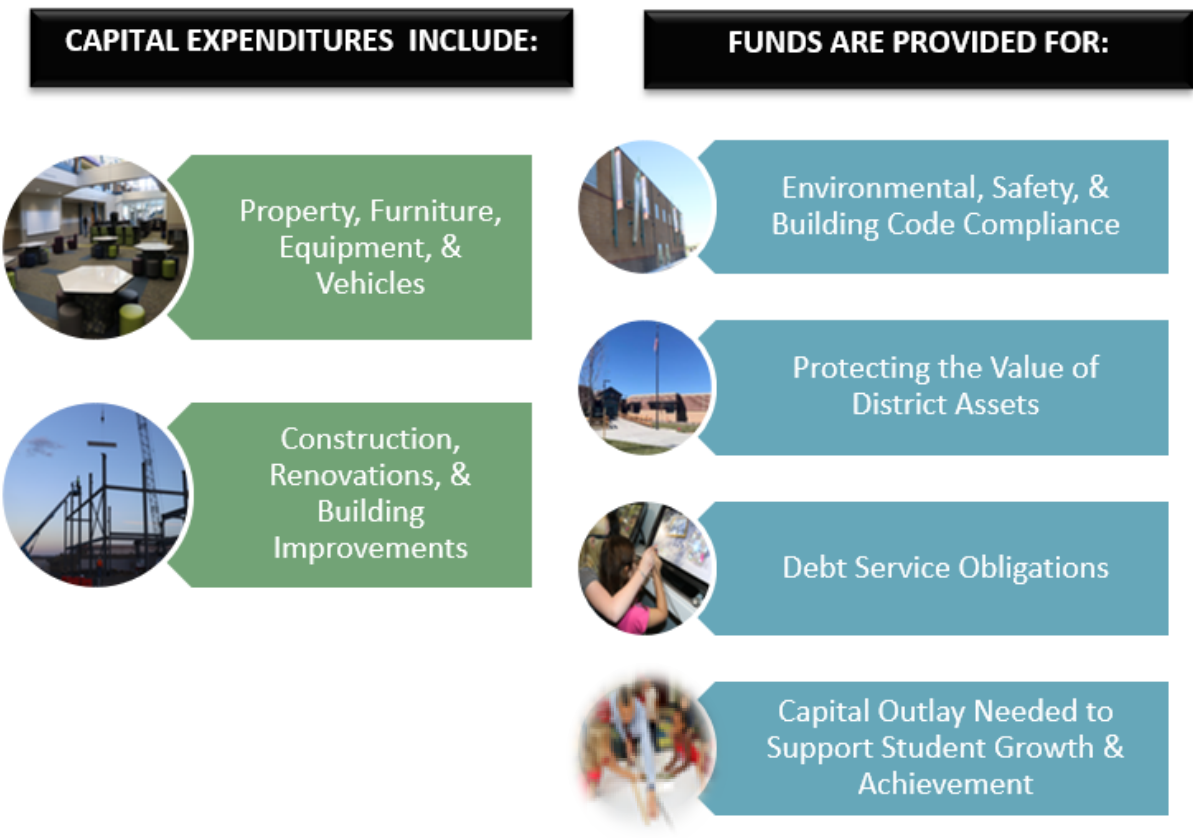 CAPITAL EXPENDITURES INCLUDE:
Property, Furniture,
Equipment, &
Vehicles
Construction,
Renovations, &
Building
Improvements
FUNDS ARE PROVIDED FOR:
Environmental, Safety, &
Building Code Compliance
Protecting the Value of
District Assets
Debt Service Obligations
Capital Outlay Needed to
Support Student Growth &
Achievement